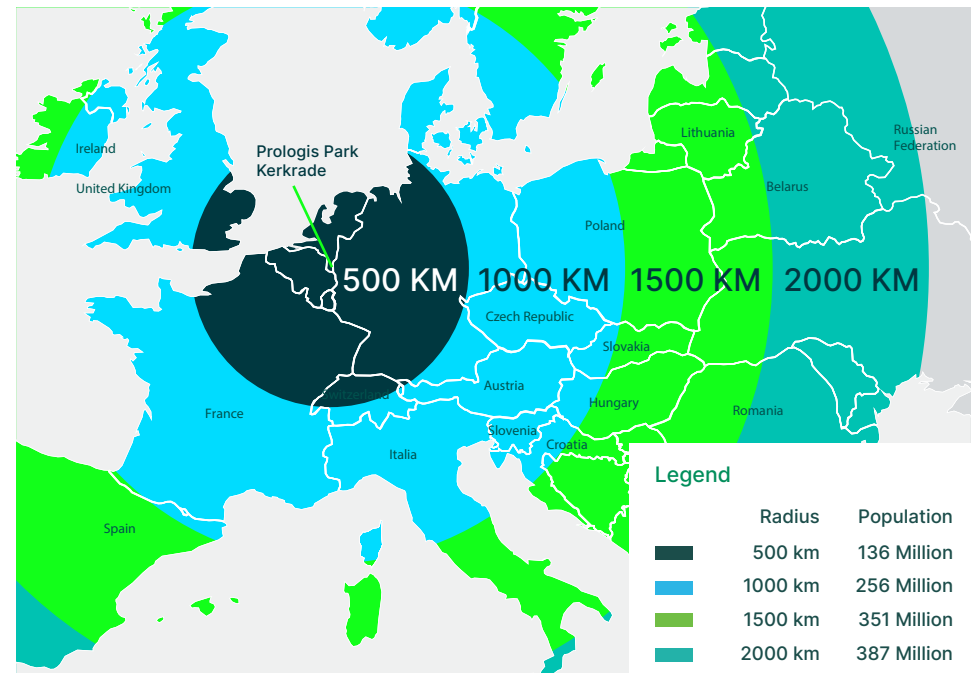 Prologis Park
Kerkrade
Ireland
United Kingdom
Lithuania
Russian
Federation
Belarus
Poland
500 KM
1000 KM
1500 KM
2000 KM
Czech Republic
Slovakia
Switzerland
Austria
Hungary
France
Romania
Slovenia
Croatia
Italia
Spain
Legend
Radius Population
500 km 136 Million
1000 km 256 Million
1500 km 351 Million
2000 km 387 Million